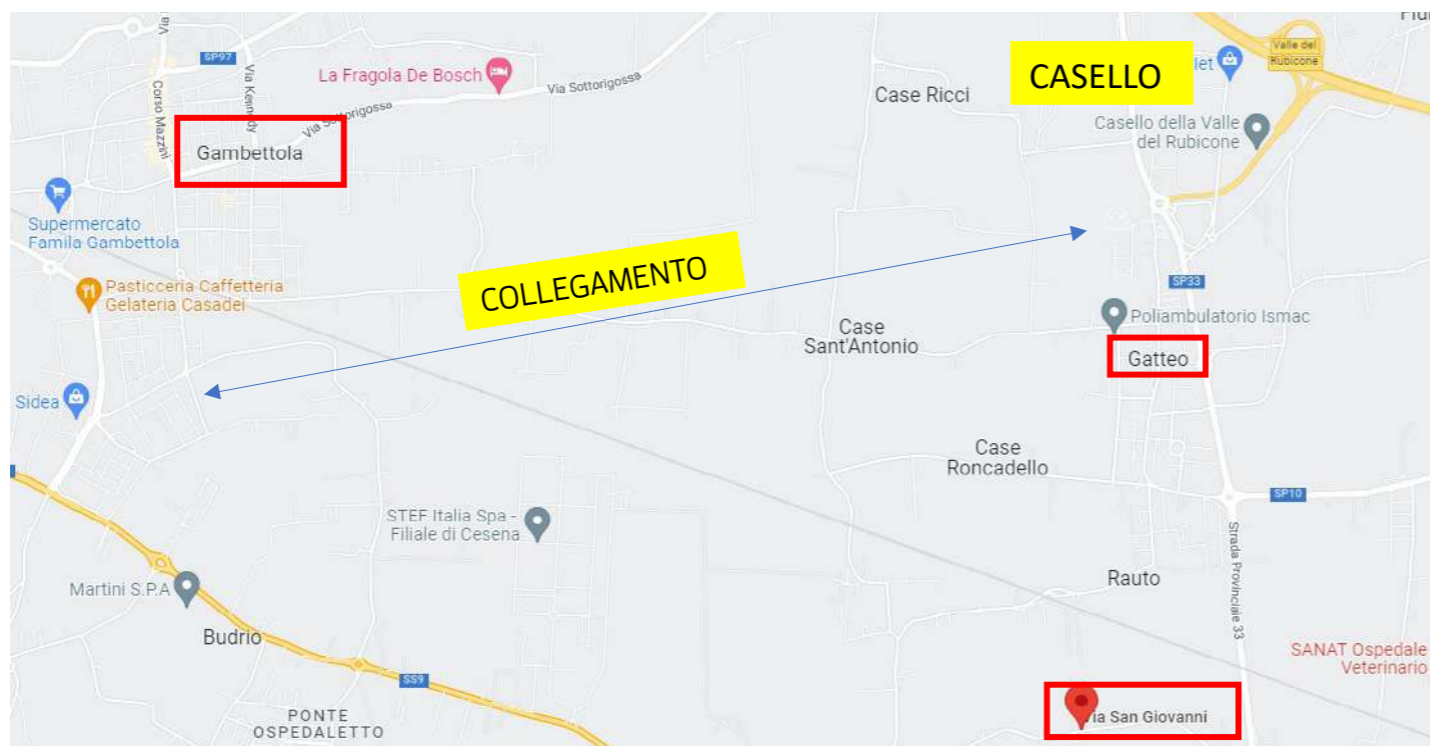 Via
SP97
Via Kennedy
Corso Mazzini
La Fragola De Bosch
Via Sottorigossa
Via Sottorigossa
Gambettola
Supermercato
Famila Gambettola
Pasticceria Caffetteria
Gelateria Casadei
Sidea
COLLEGAMENTO
CASELLO
Case Ricci
let
Valle del
Rubicone
Casello della Valle
del Rubicone
SP33
Poliambulatorio Ismac
Gatteo
Case
Sant'Antonio
Case
Roncadello
SP10
STEF Italia Spa -
Filiale di Cesena
Martini S.P.A
Budrio
SS9
PONTE
OSPEDALETTO
Rauto
Strada Provinciale 33
SANAT Ospedale
Veterinario
Via San Giovanni